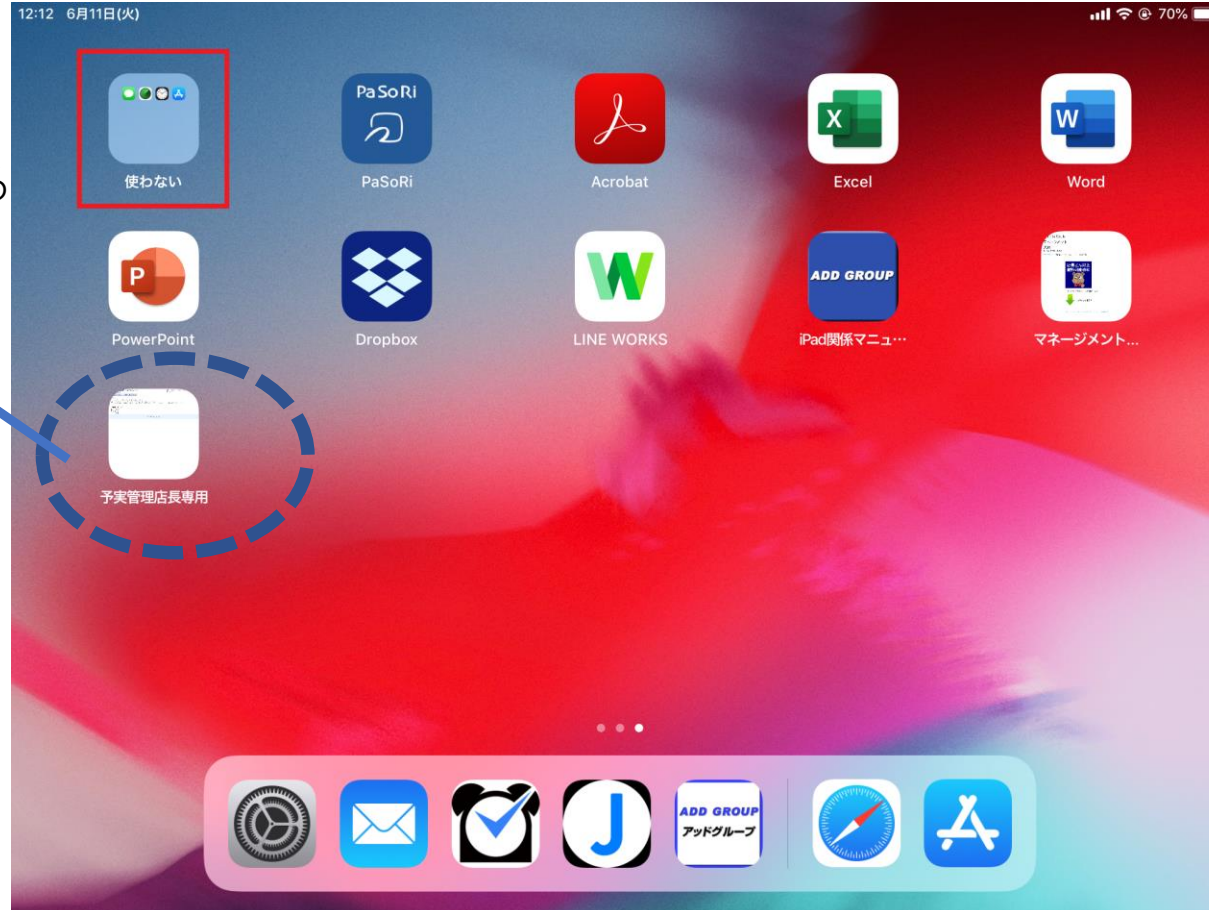 12:12 6月11日(火)
70%
使わない
PaSoRi
PaSoRi
Acrobat
X
Excel
W
Word
P
PowerPoint
Dropbox
W
LINE WORKS
ADD GROUP
iPad関係マニュ…
マネージメント...
予実管理店長専用
J
ADD GROUP
アッドグループ